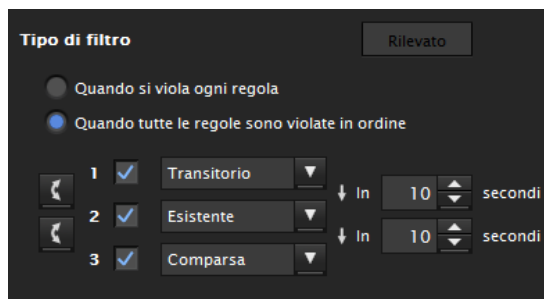 Tipo di filtro
Rilevato
Quando si viola ogni regola
Quando tutte le regole sono violate in ordine
1 Transitorio
In 10 secondi
2 Esistente
In 10 secondi
3 Comparsa